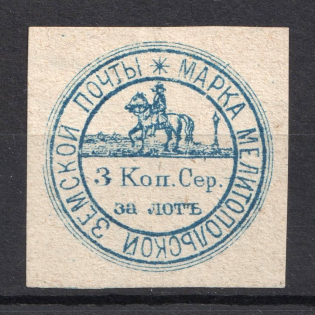 МАРКА МЕЛИТОПОЛЬСКОЙ ЗЕМСКОЙ ПОЧТЫ *
3 Коп. Сер.
за лотъ